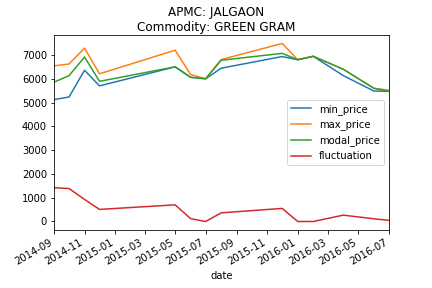 APMC: JALGAON
Commodity: GREEN GRAM
7000
6000
5000
4000
3000
2000
1000
0
min_price
max_price
modal_price
fluctuation
2014-09
2014-11
2015-01
2015-03
2015-05
2015-07
2015-09
2015-11
2016-01
2016-03
2016-05
2016-07
date